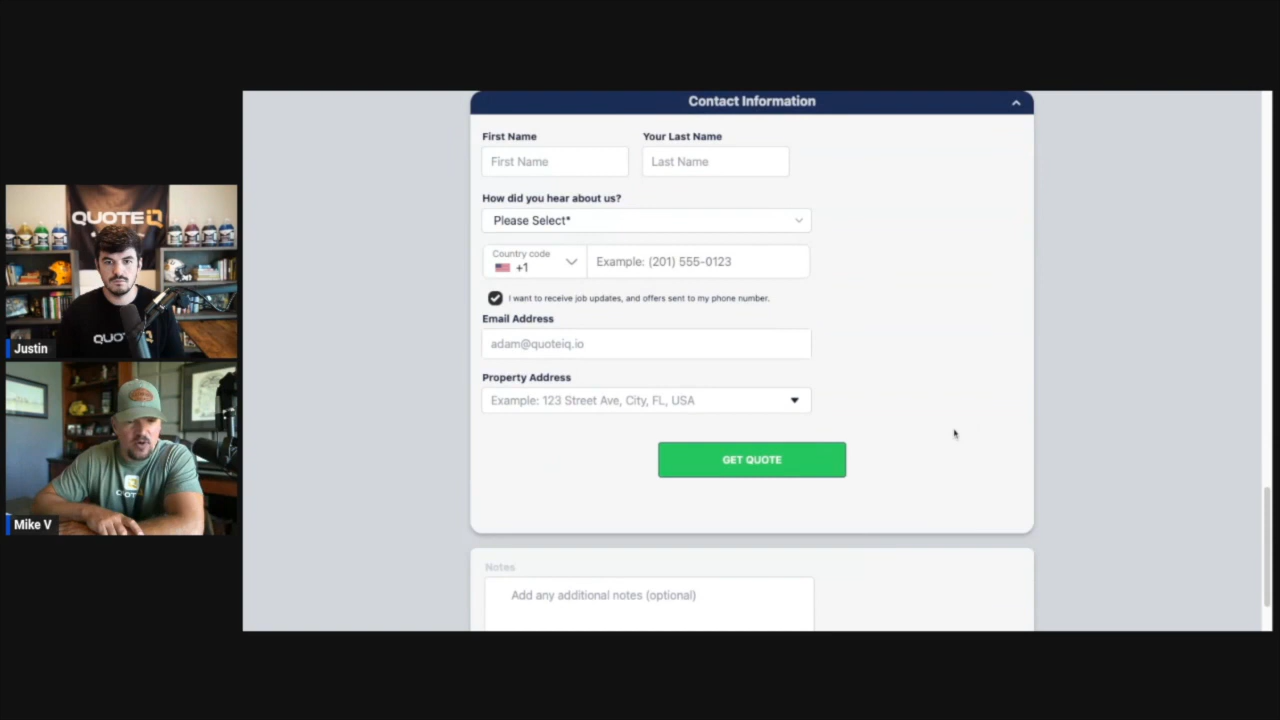 Contact Information
First Name
Your Last Name
First Name
Last Name
How did you hear about us?
Please Select*
Country code
+1
Example: (201) 555-0123
I want to receive job updates, and offers sent to my phone number.
Email Address
adam@quoteiq.io
Property Address
Example: 123 Street Ave, City, FL, USA
GET QUOTE
Notes
Add any additional notes (optional)
QUOTEIQ
QUO
Justin
QUOT
Mike V